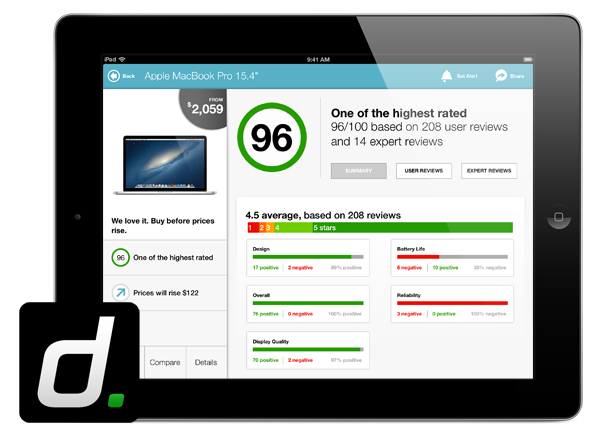 iPad
9:41 AM
Back
Apple MacBook Pro 15.4"
Set Alert
Share
FROM
$2,059
We love it. Buy before prices
rise.
96 One of the highest rated
Prices will rise $122
Compare
Details
96
One of the highest rated
96/100 based on 208 user reviews
and 14 expert reviews
SUMMARY
USER REVIEWS
EXPERT REVIEWS
4.5 average, based on 208 reviews
1 2 3 4 5 stars
Design
17 positive 2 negative 89% positive
Battery Life
6 negative 10 positive 38% negative
Overall
76 positive 0 negative 100% positive
Reliability
3 negative 0 positive 100% negative
Display Quality
70 positive 2 negative 97% positive
d.